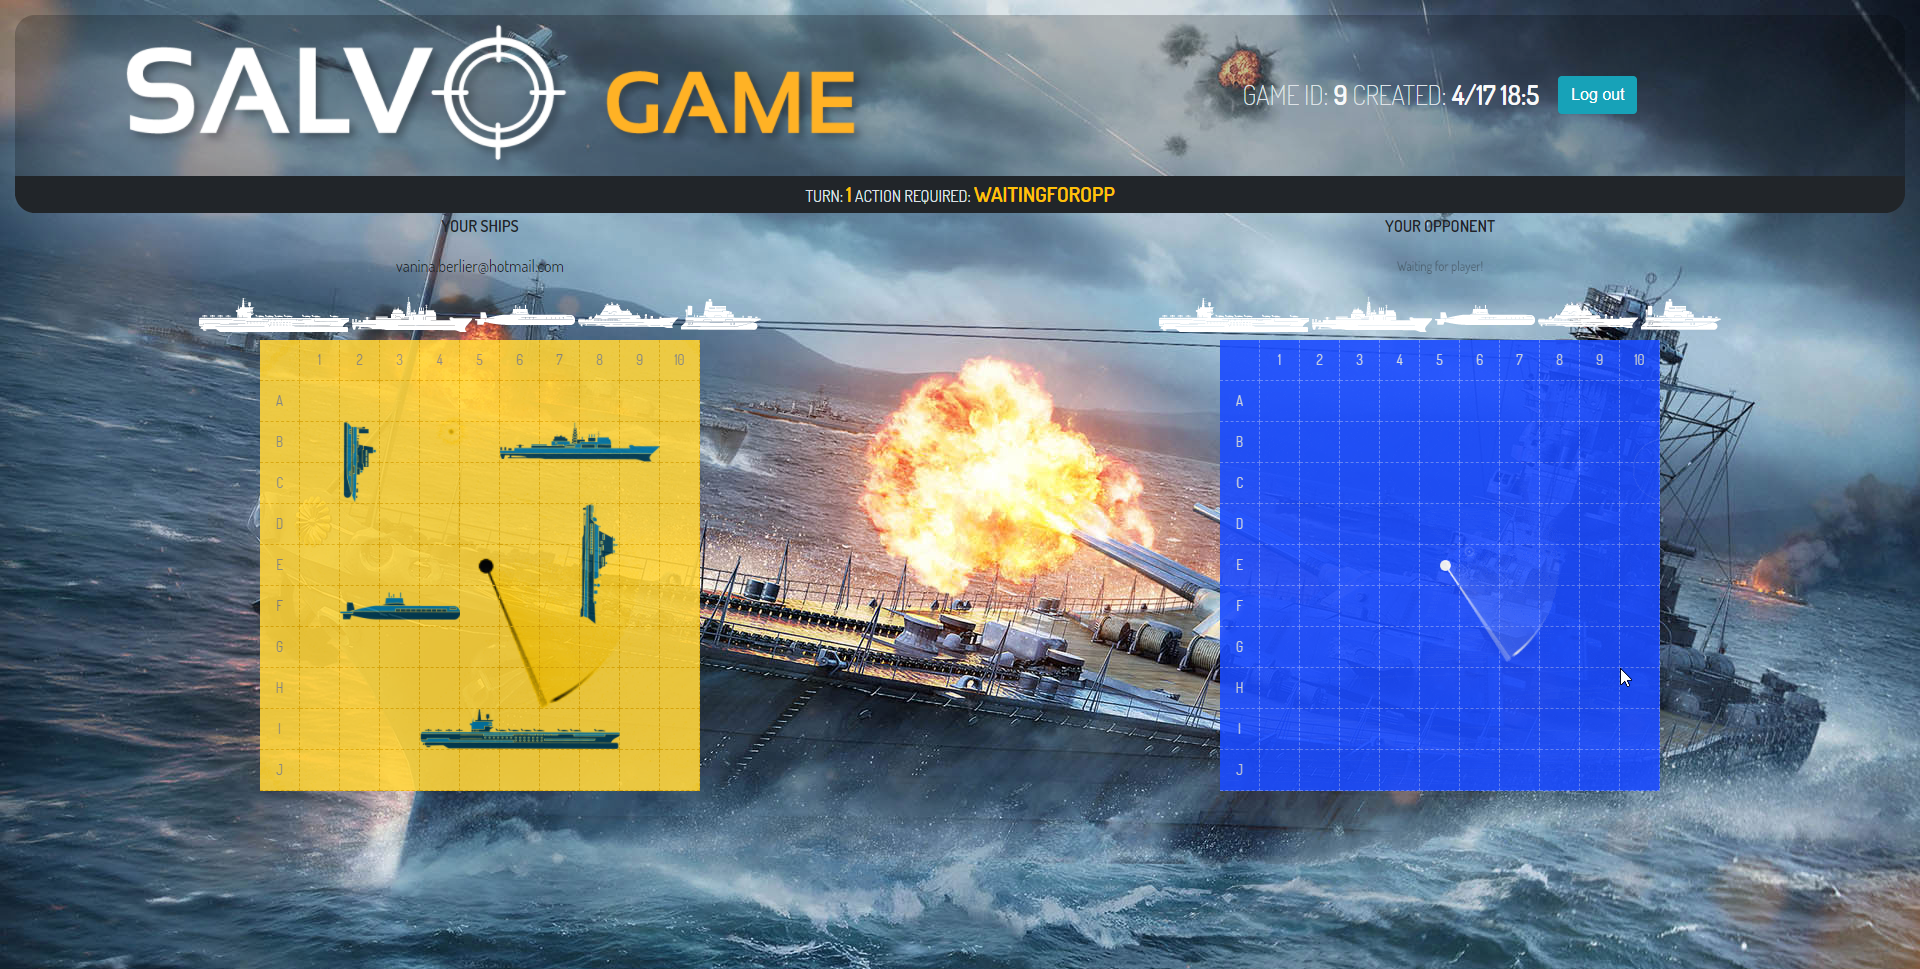 SALVO GAME
GAME ID: 9 CREATED: 4/17 18:5
Log out
TURN: 1 ACTION REQUIRED: WAITINGFOROPP
YOUR SHIPS
vanina.berlier@hotmail.com
1 2 3 4 5 6 7 8 9 10
A
B
C
D
E
F
G
H
I
J
YOUR OPPONENT
Waiting for player!
1 2 3 4 5 6 7 8 9 10
A
B
C
D
E
F
G
H
I
J